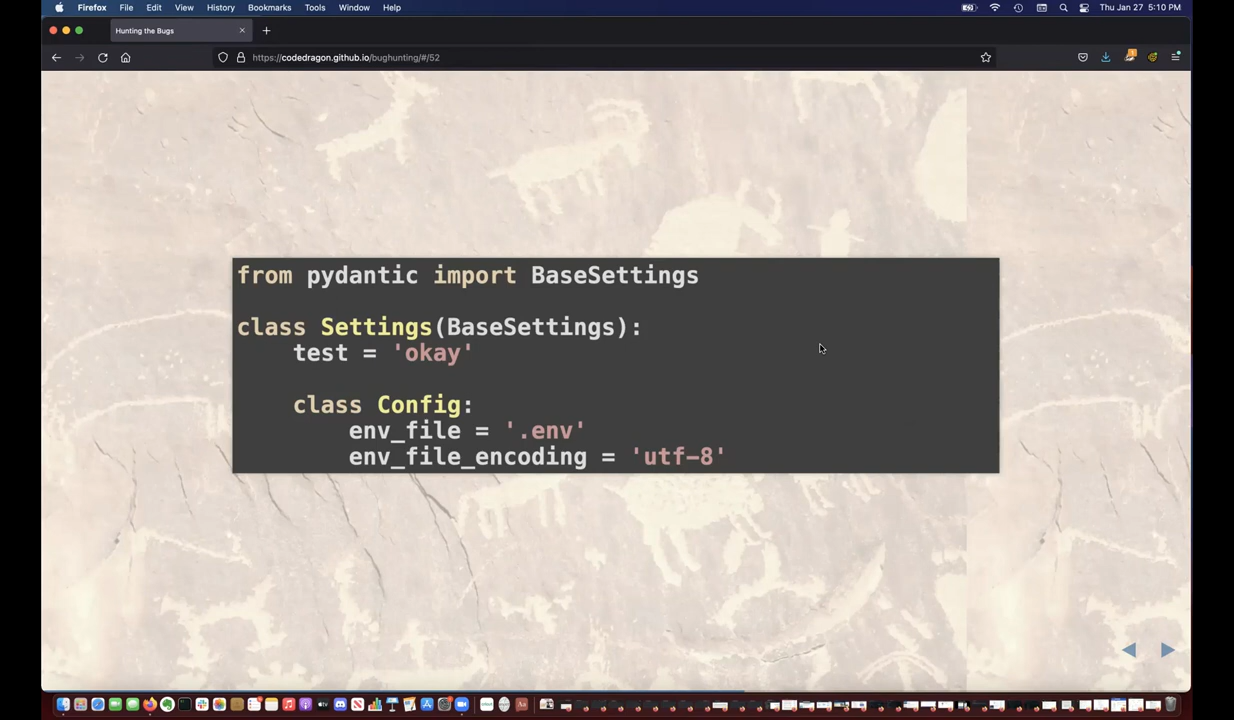 Firefox File Edit View History Bookmarks Tools Window Help Thu Jan 27 5:10 PM
Hunting the Bugs
https://codedragon.github.io/bughunting/#/52
from pydantic import BaseSettings
class Settings(BaseSettings):
    test = 'okay'
    class Config:
        env_file = '.env'
        env_file_encoding = 'utf-8'